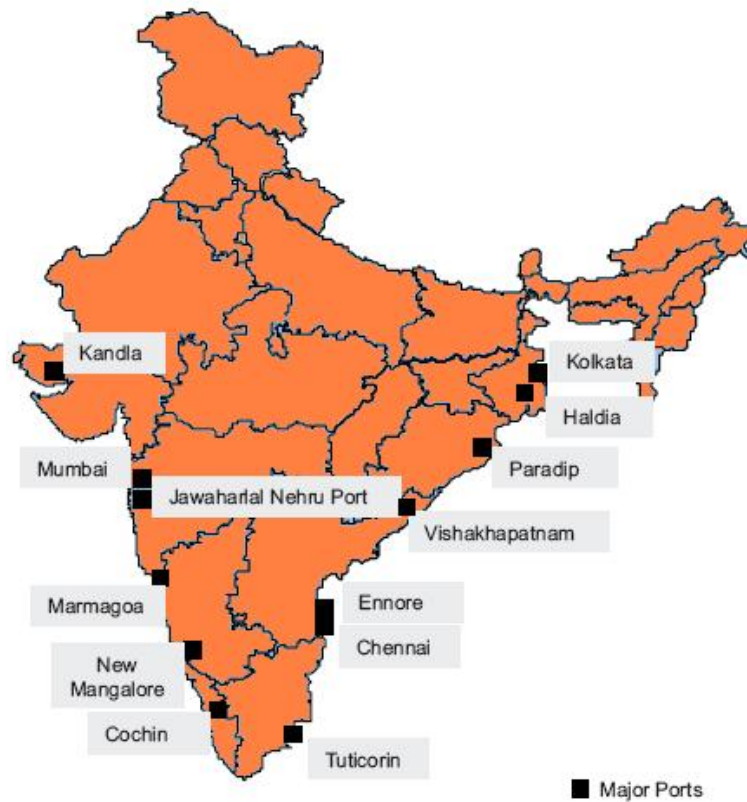 Kandla
Kolkata
Haldia
Mumbai
Paradip
Jawaharlal Nehru Port
Vishakhapatnam
Marmagoa
Ennore
Chennai
New
Mangalore
Cochin
Tuticorin
Major Ports